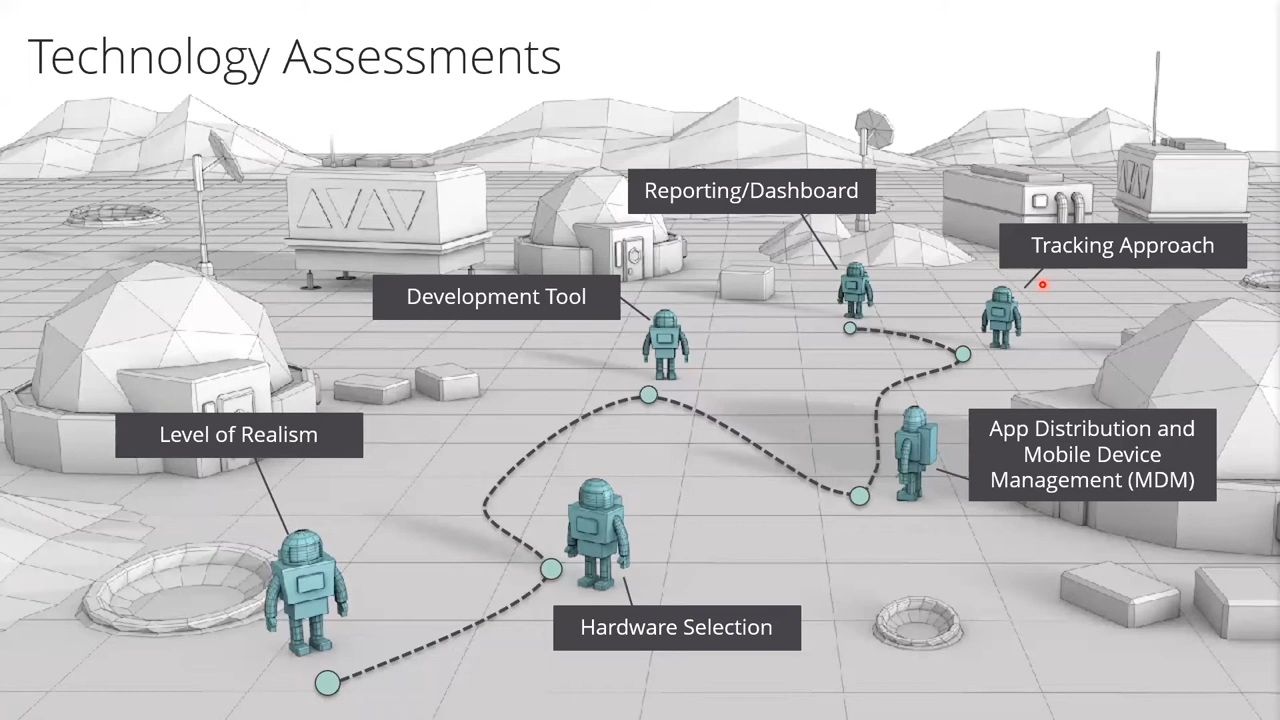 Technology Assessments
Reporting/Dashboard
Tracking Approach
Development Tool
Level of Realism
App Distribution and
Mobile Device
Management (MDM)
Hardware Selection